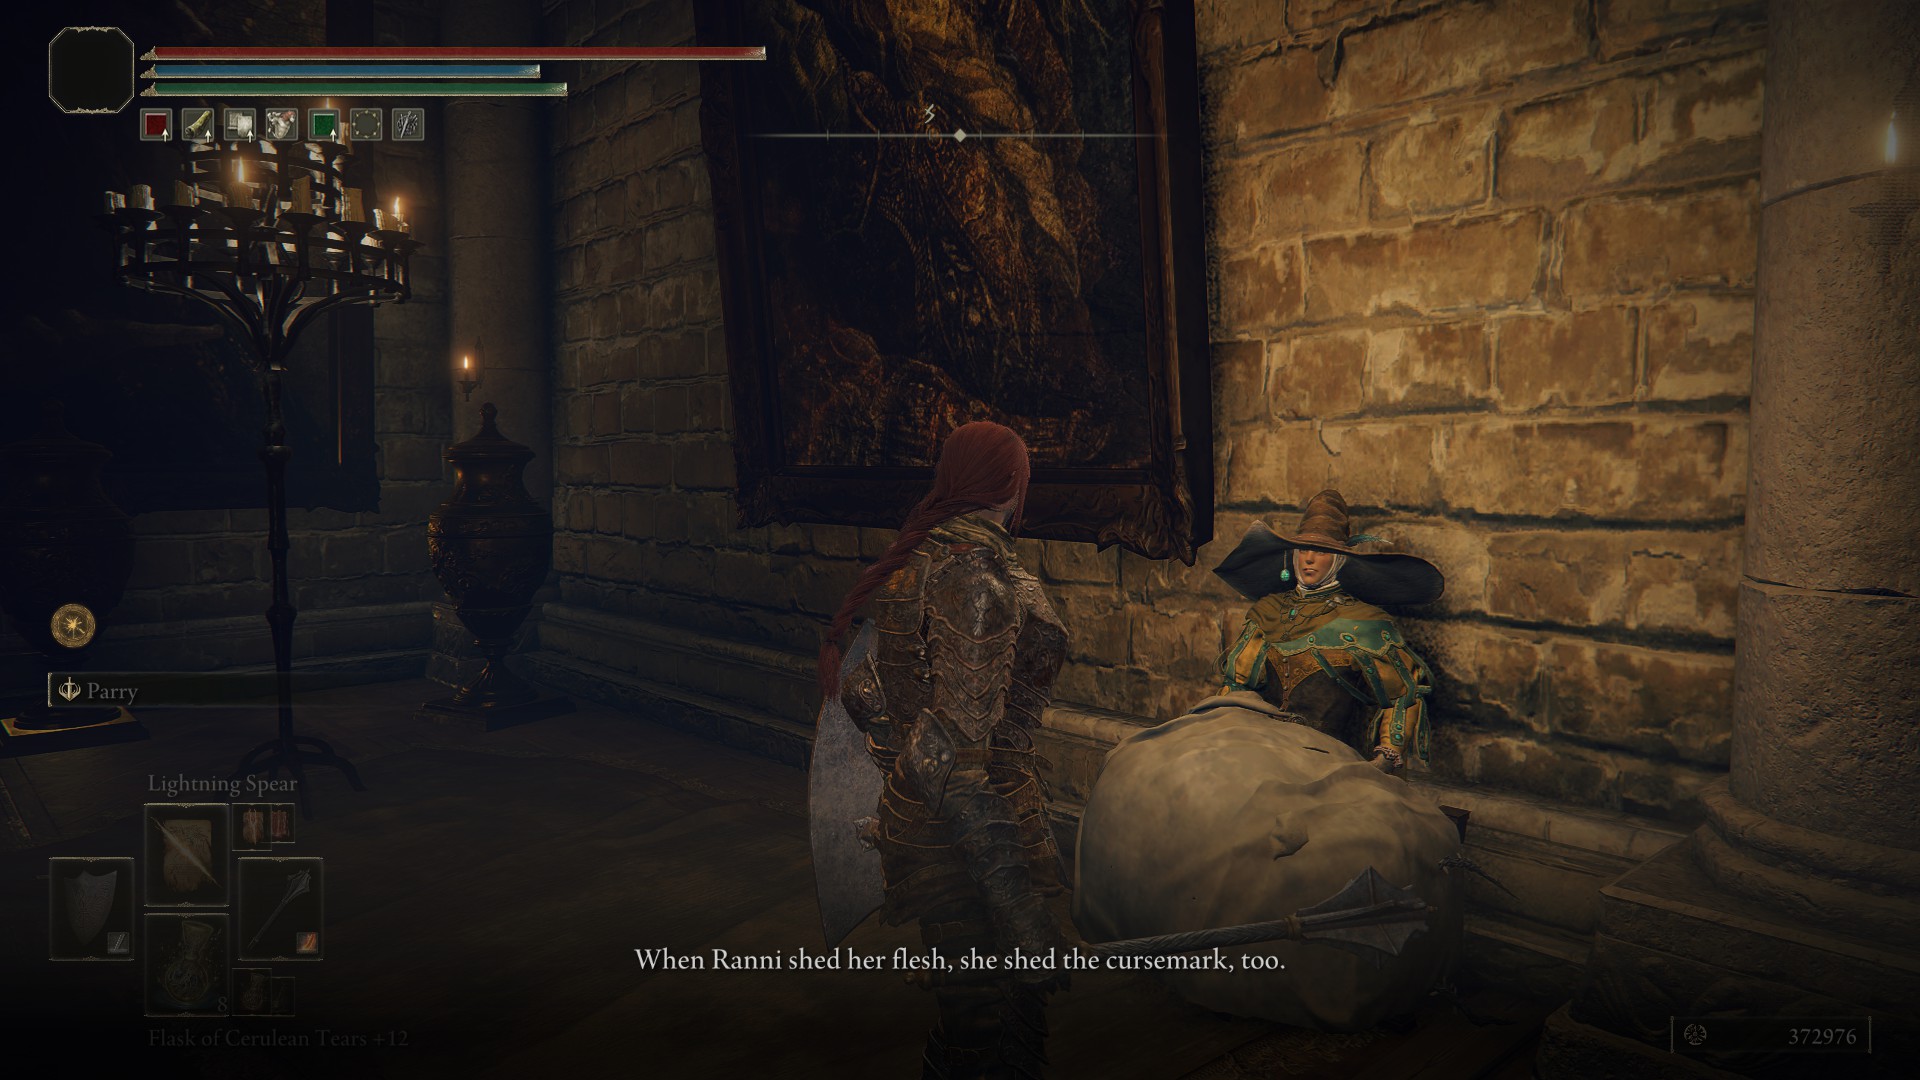 Parry
Lightning Spear
When Ranni shed her flesh, she shed the cursemark, too.
8
Flask of Cerulean Tears +12
372976